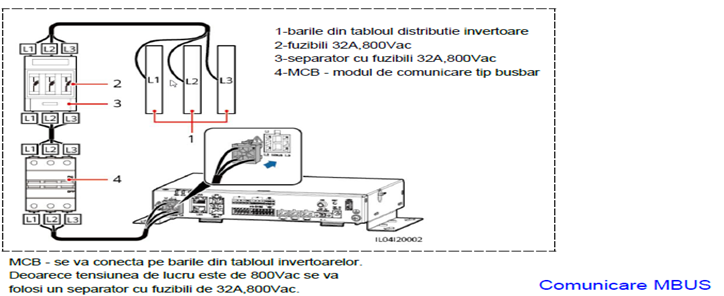 1-barile din tabloul distributie invertoare
2-fuzibili 32A,800Vac
3-separator cu fuzibili 32A,800Vac
4-MCB - modul de comunicare tip busbar
L1 L2 L3
2
3
L1 L2 L3
L1 L2 L3
1
L1 L2 L3
4
L1 L2 L3
IL04I20002
MCB - se va conecta pe barile din tabloul invertoarelor.
Deoarece tensiunea de lucru este de 800Vac se va
folosi un separator cu fuzibili de 32A,800Vac.
Comunicare MBUS